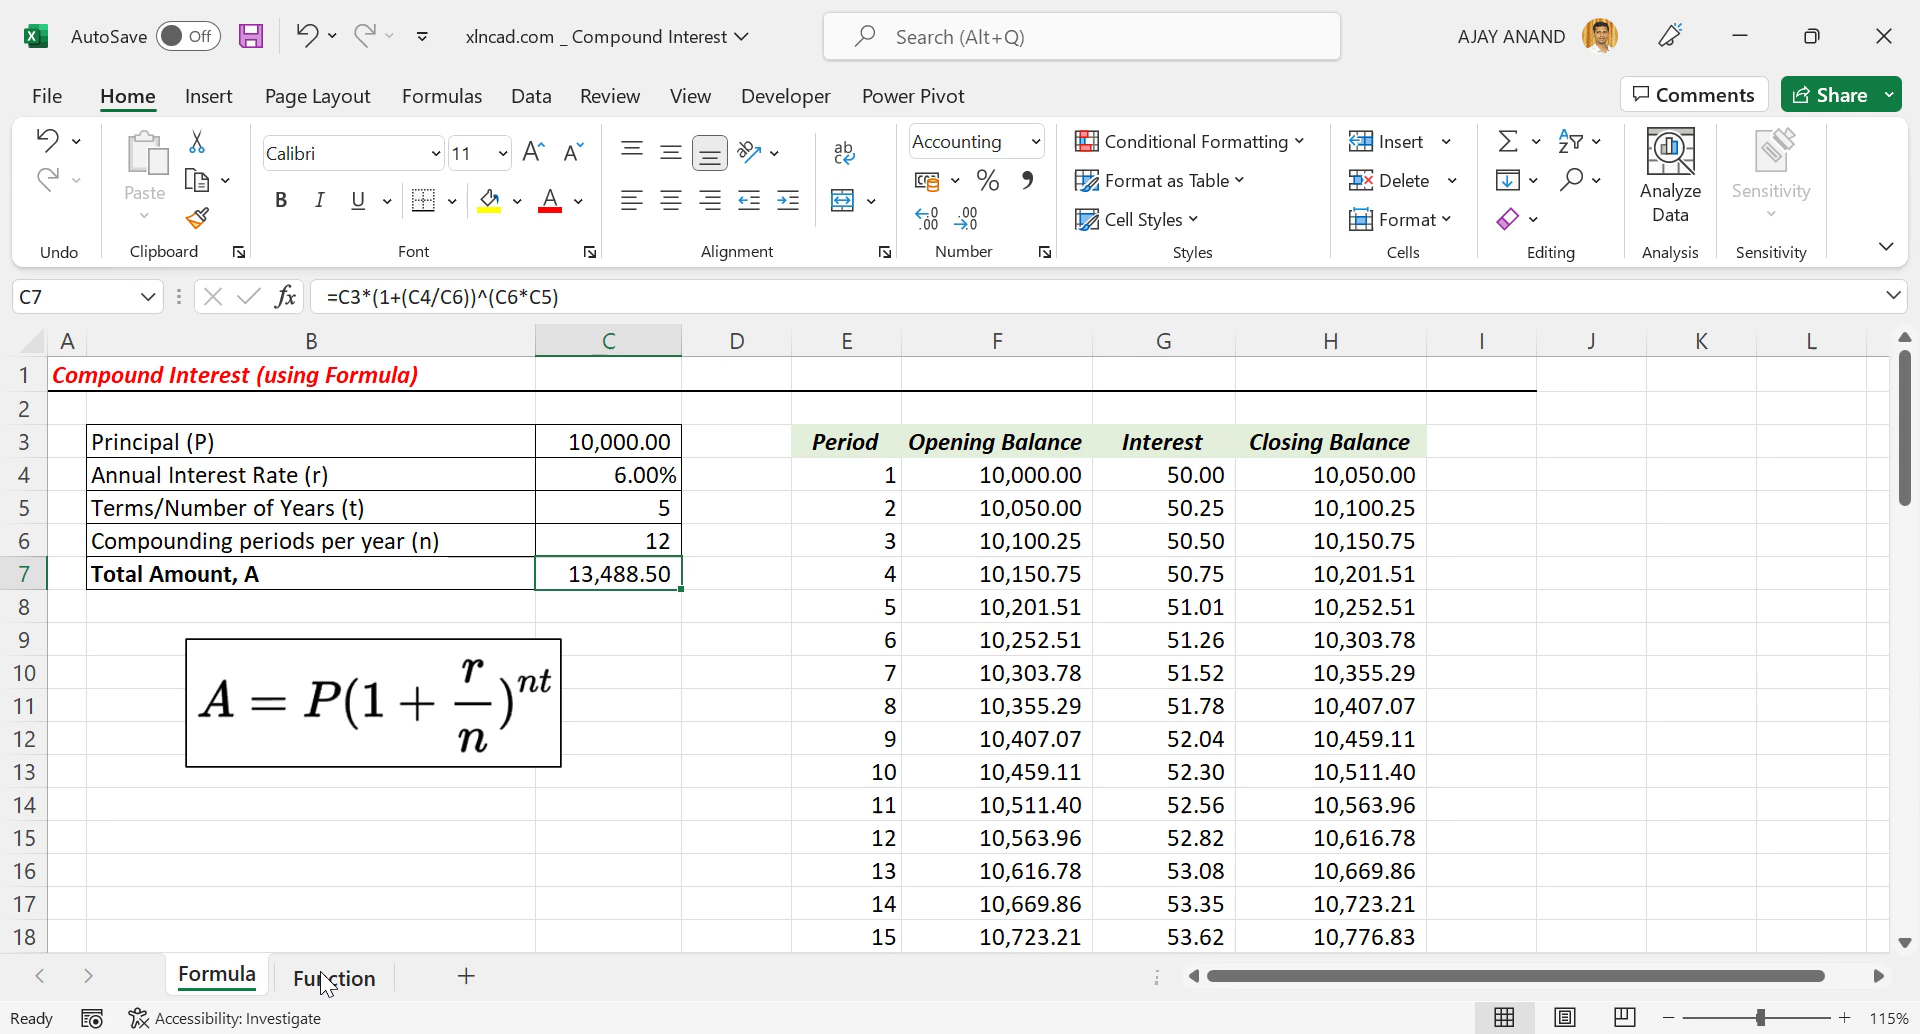 AutoSave Off xlncad.com _ Compound Interest Search (Alt+Q) AJAY ANAND
File Home Insert Page Layout Formulas Data Review View Developer Power Pivot Comments Share
Calibri 11 Accounting Conditional Formatting Insert
Paste Format as Table Delete Analyze Data Sensitivity
B I U Cell Styles Format
Undo Clipboard Font Alignment Number Styles Cells Editing Analysis Sensitivity
C7 fx =C3*(1+(C4/C6))^(C6*C5)
A B C D E F G H I J K L
1 Compound Interest (using Formula)
2
3 Principal (P) 10,000.00 Period Opening Balance Interest Closing Balance
4 Annual Interest Rate (r) 6.00% 1 10,000.00 50.00 10,050.00
5 Terms/Number of Years (t) 5 2 10,050.00 50.25 10,100.25
6 Compounding periods per year (n) 12 3 10,100.25 50.50 10,150.75
7 Total Amount, A 13,488.50 4 10,150.75 50.75 10,201.51
8 5 10,201.51 51.01 10,252.51
9 6 10,252.51 51.26 10,303.78
10 7 10,303.78 51.52 10,355.29
11 8 10,355.29 51.78 10,407.07
12 9 10,407.07 52.04 10,459.11
13 10 10,459.11 52.30 10,511.40
14 11 10,511.40 52.56 10,563.96
15 12 10,563.96 52.82 10,616.78
16 13 10,616.78 53.08 10,669.86
17 14 10,669.86 53.35 10,723.21
18 15 10,723.21 53.62 10,776.83
A = P(1 + r/n)^nt
Formula Function
Ready Accessibility: Investigate 115%